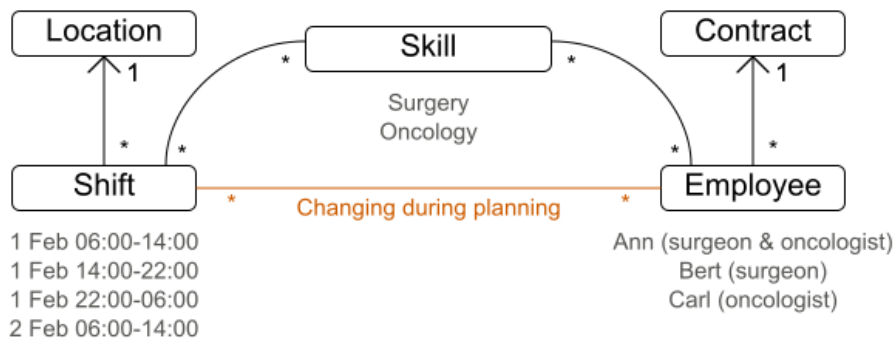 Location
Skill
Contract
1
*
*
1
Surgery
Oncology
*
*
*
*
Shift
Employee
*
Changing during planning
*
1 Feb 06:00-14:00
1 Feb 14:00-22:00
1 Feb 22:00-06:00
2 Feb 06:00-14:00
Ann (surgeon & oncologist)
Bert (surgeon)
Carl (oncologist)